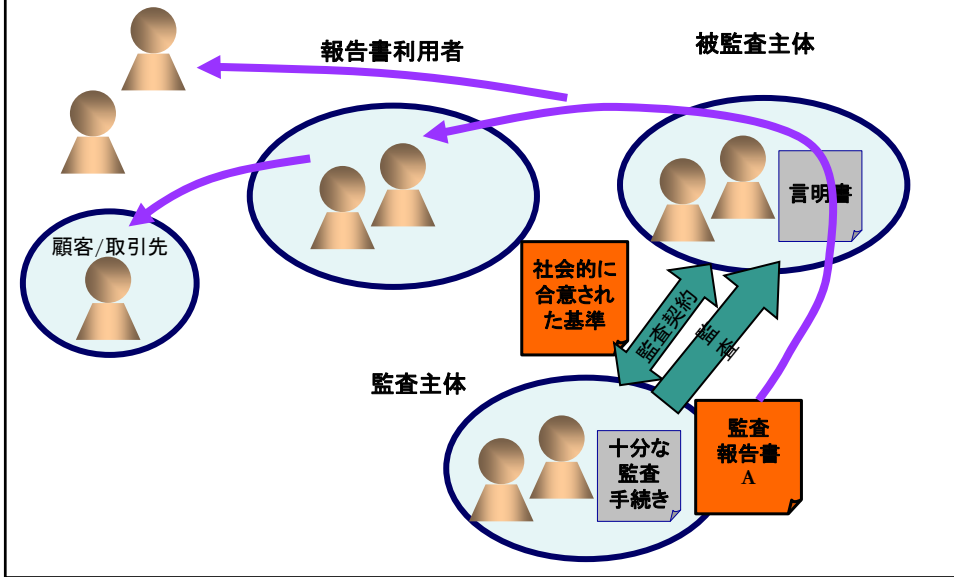 報告書利用者
被監査主体
言明書
顧客/取引先
社会的に
合意され
た基準
監査契約
監査
監査主体
十分な
監査
手続き
監査
報告書
A